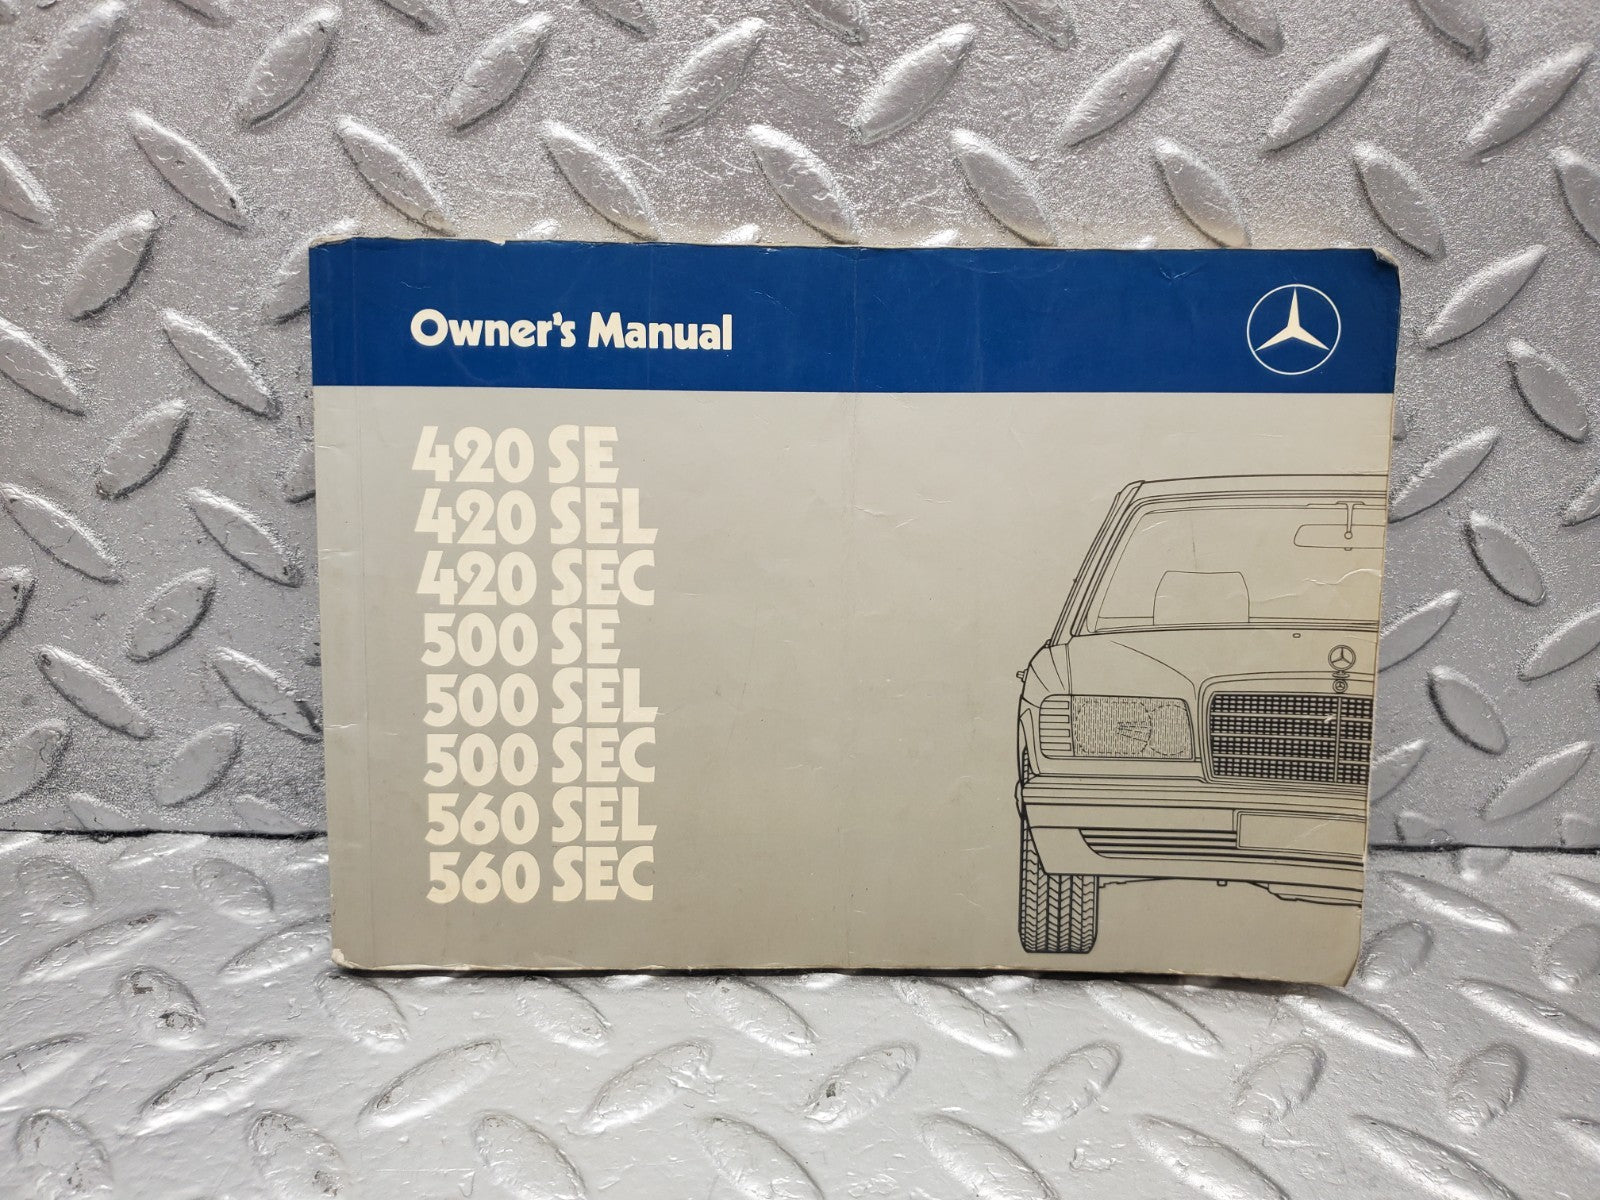 Owner's Manual
420 SE
420 SEL
420 SEC
500 SE
500 SEL
500 SEC
560 SEL
560 SEC